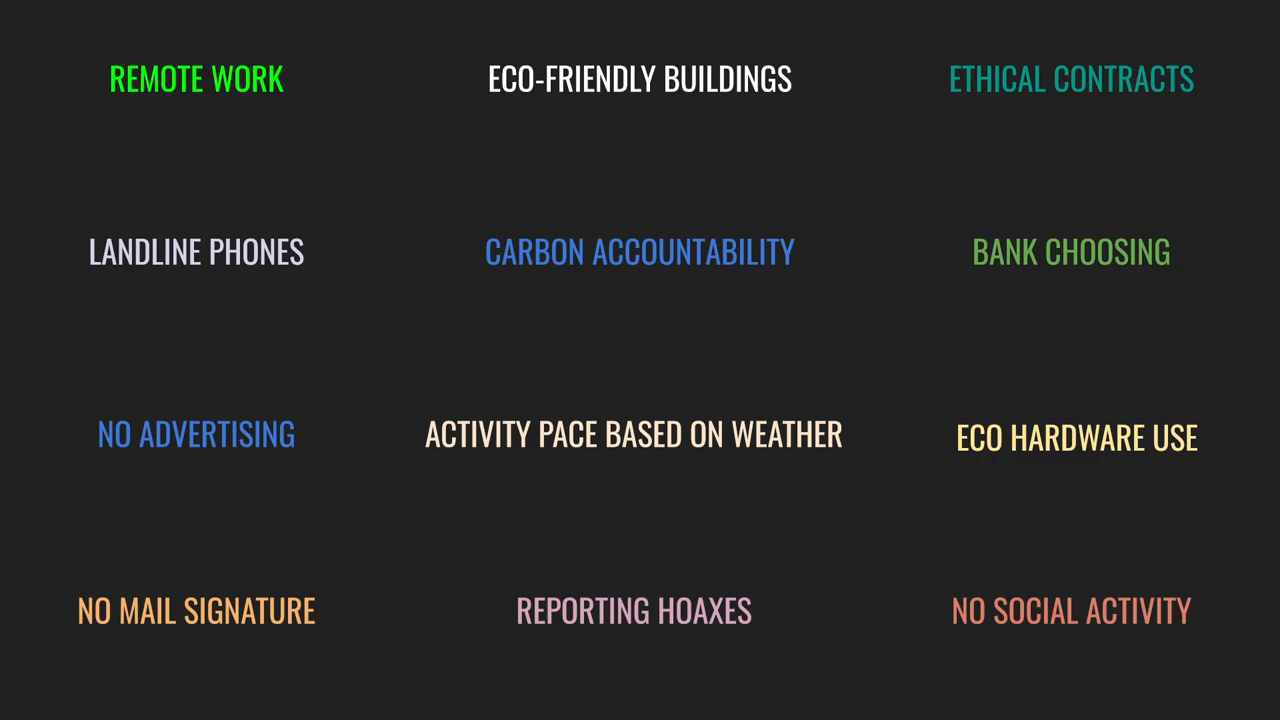 REMOTE WORK
ECO-FRIENDLY BUILDINGS
ETHICAL CONTRACTS
LANDLINE PHONES
CARBON ACCOUNTABILITY
BANK CHOOSING
NO ADVERTISING
ACTIVITY PACE BASED ON WEATHER
ECO HARDWARE USE
NO MAIL SIGNATURE
REPORTING HOAXES
NO SOCIAL ACTIVITY